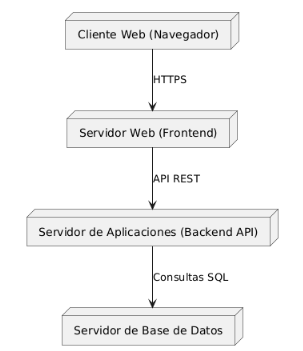 Cliente Web (Navegador)
HTTPS
Servidor Web (Frontend)
API REST
Servidor de Aplicaciones (Backend API)
Consultas SQL
Servidor de Base de Datos